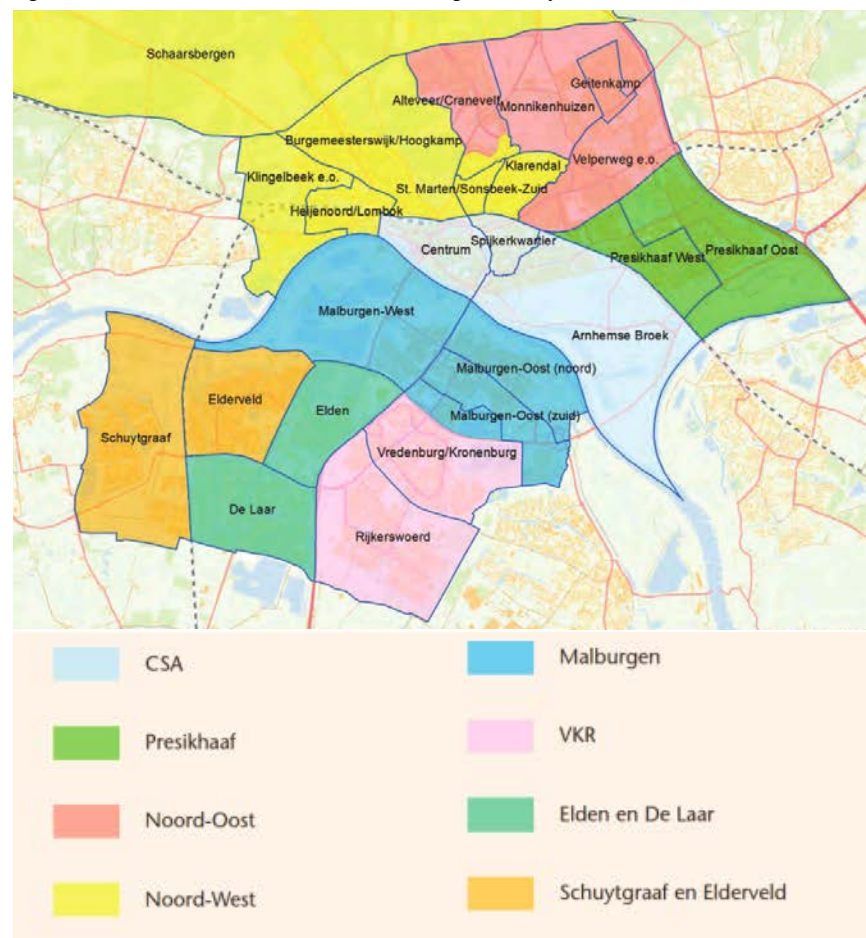 Schaarsbergen
Geitenkamp
Alteveer/Cranevelt
Monnikenhuizen
Burgemeesterswijk/Hoogkamp
Klarendal
Velperweg e.o.
Klingelbeek e.o.
St. Marten/Sonsbeek-Zuid
Heijenoord/Lombok
Spijkerkwartier
Centrum
Presikhaaf West
Presikhaaf Oost
Malburgen-West
Arnhemse Broek
Malburgen-Oost (noord)
Elderveld
Elden
Malburgen-Oost (zuid)
Schuytgraaf
Vredenburg/Kronenburg
De Laar
Rijkerswoerd
CSA
Malburgen
Presikhaaf
VKR
Noord-Oost
Elden en De Laar
Noord-West
Schuytgraaf en Elderveld